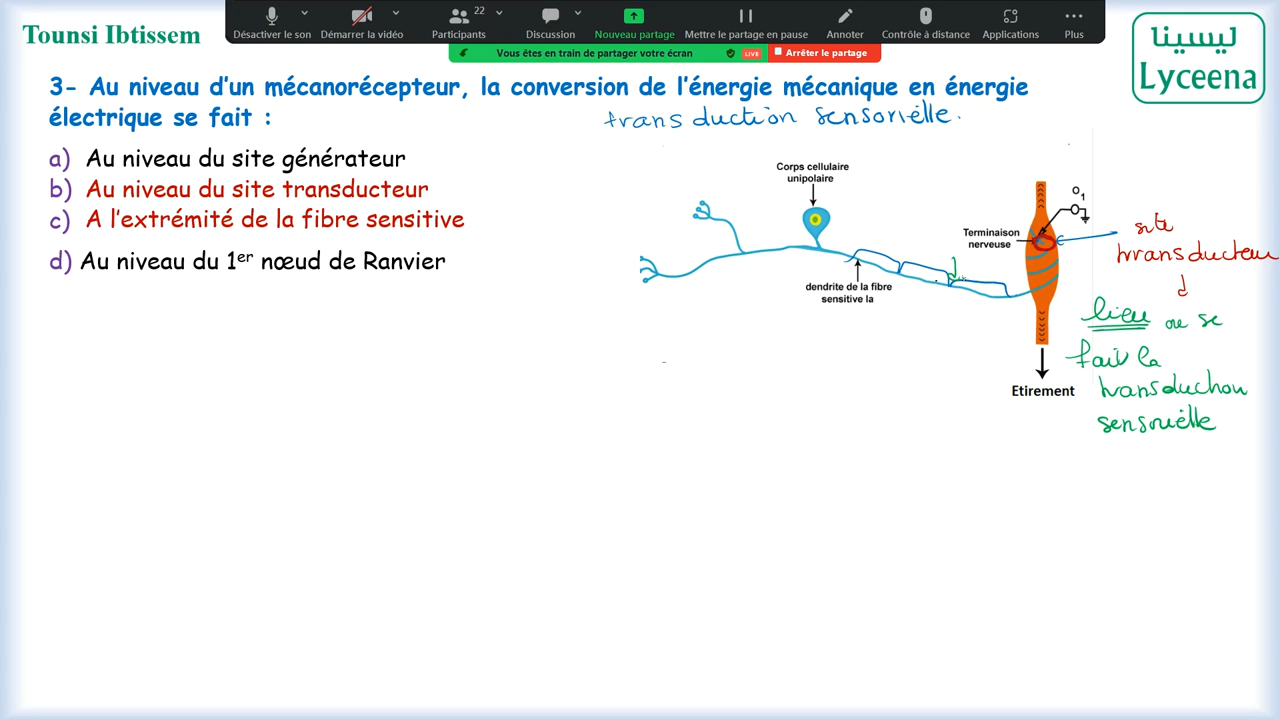 Tounsi Ibtissem
Désactiver le son
Démarrer la vidéo
22
Participants
Discussion
Nouveau partage
Mettre le partage en pause
Annoter
Contrôle à distance
Applications
Plus
Vous êtes en train de partager votre écran
LIVE
Arrêter le partage
ليسينا
Lyceena
3- Au niveau d'un mécanorécepteur, la conversion de l'énergie mécanique en énergie
électrique se fait :
transduction sensorielle.
a) Au niveau du site générateur
b) Au niveau du site transducteur
c) A l'extrémité de la fibre sensitive
d) Au niveau du 1er nœud de Ranvier
Corps cellulaire
unipolaire
O1
Terminaison
nerveuse
dendrite de la fibre
sensitive Ia
Etirement
site
transducteur
lieu ou se
fait la
transduction
sensorielle